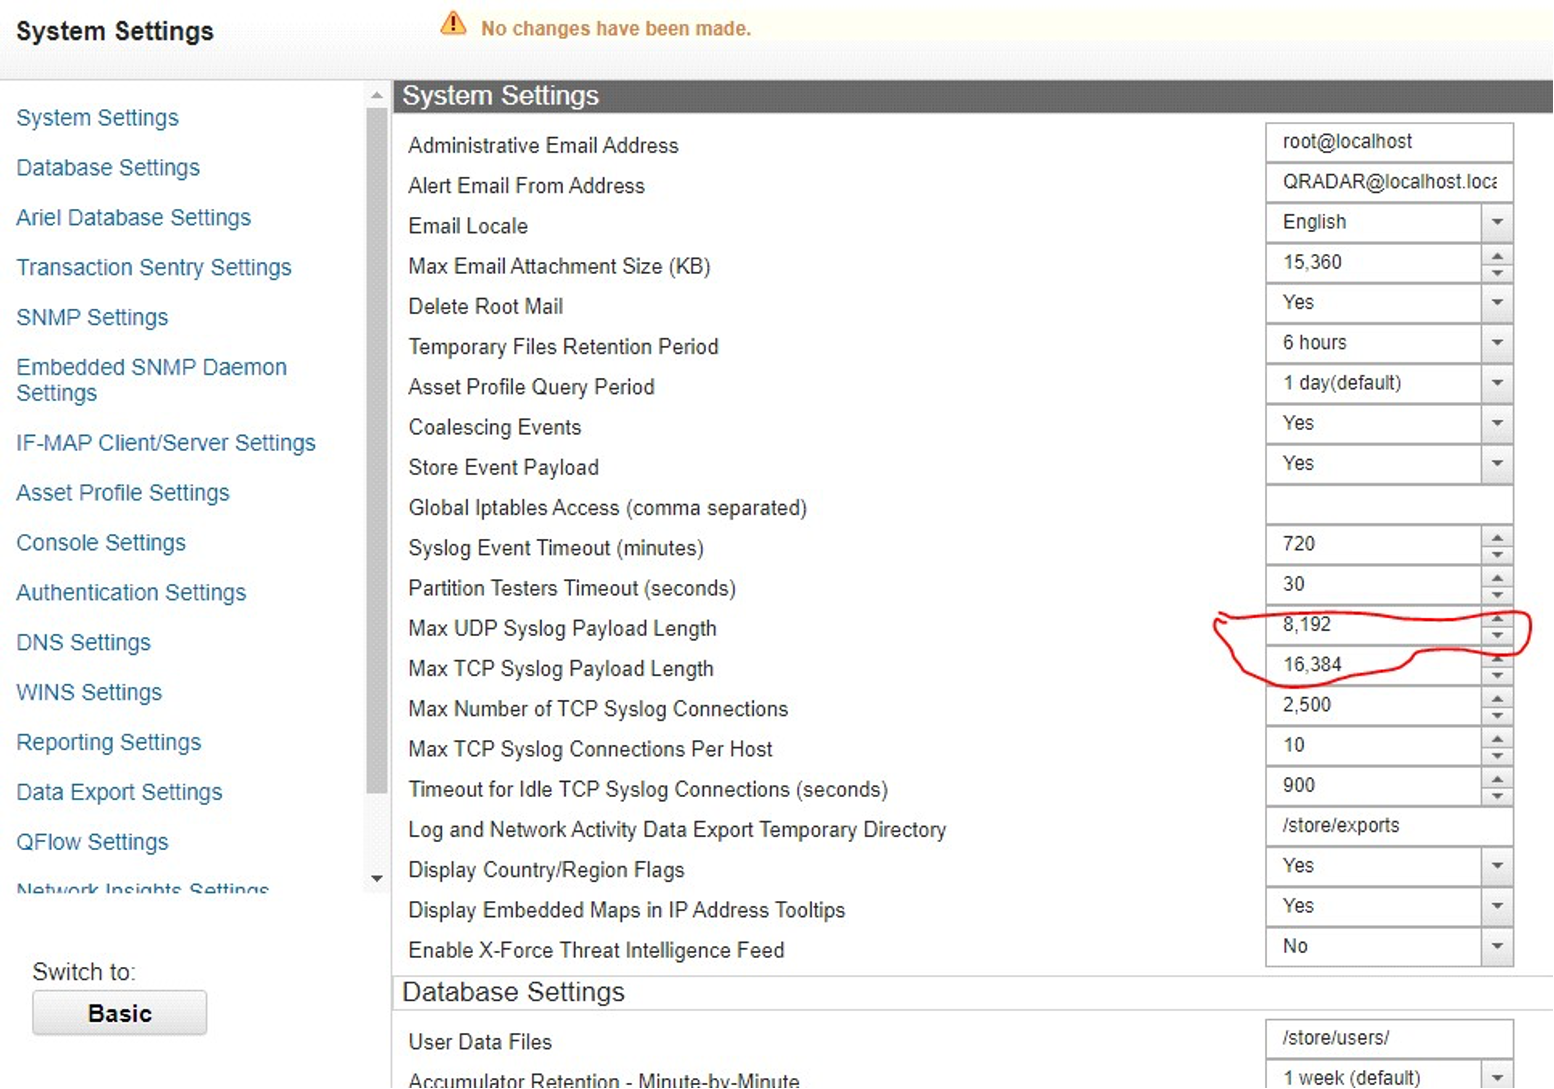 System Settings
No changes have been made.
System Settings
Database Settings
Ariel Database Settings
Transaction Sentry Settings
SNMP Settings
Embedded SNMP Daemon
Settings
IF-MAP Client/Server Settings
Asset Profile Settings
Console Settings
Authentication Settings
DNS Settings
WINS Settings
Reporting Settings
Data Export Settings
QFlow Settings
Network Insights Settings
Switch to:
Basic
System Settings
Administrative Email Address root@localhost
Alert Email From Address QRADAR@localhost.loca
Email Locale English
Max Email Attachment Size (KB) 15,360
Delete Root Mail Yes
Temporary Files Retention Period 6 hours
Asset Profile Query Period 1 day(default)
Coalescing Events Yes
Store Event Payload Yes
Global Iptables Access (comma separated)
Syslog Event Timeout (minutes) 720
Partition Testers Timeout (seconds) 30
Max UDP Syslog Payload Length 8,192
Max TCP Syslog Payload Length 16,384
Max Number of TCP Syslog Connections 2,500
Max TCP Syslog Connections Per Host 10
Timeout for Idle TCP Syslog Connections (seconds) 900
Log and Network Activity Data Export Temporary Directory /store/exports
Display Country/Region Flags Yes
Display Embedded Maps in IP Address Tooltips Yes
Enable X-Force Threat Intelligence Feed No
Database Settings
User Data Files /store/users/
Accumulator Retention - Minute-by-Minute 1 week (default)